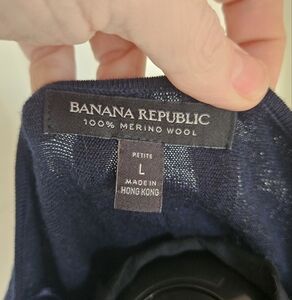 BANANA REPUBLIC
100% MERINO WOOL
PETITE
L
MADE IN
HONG KONG